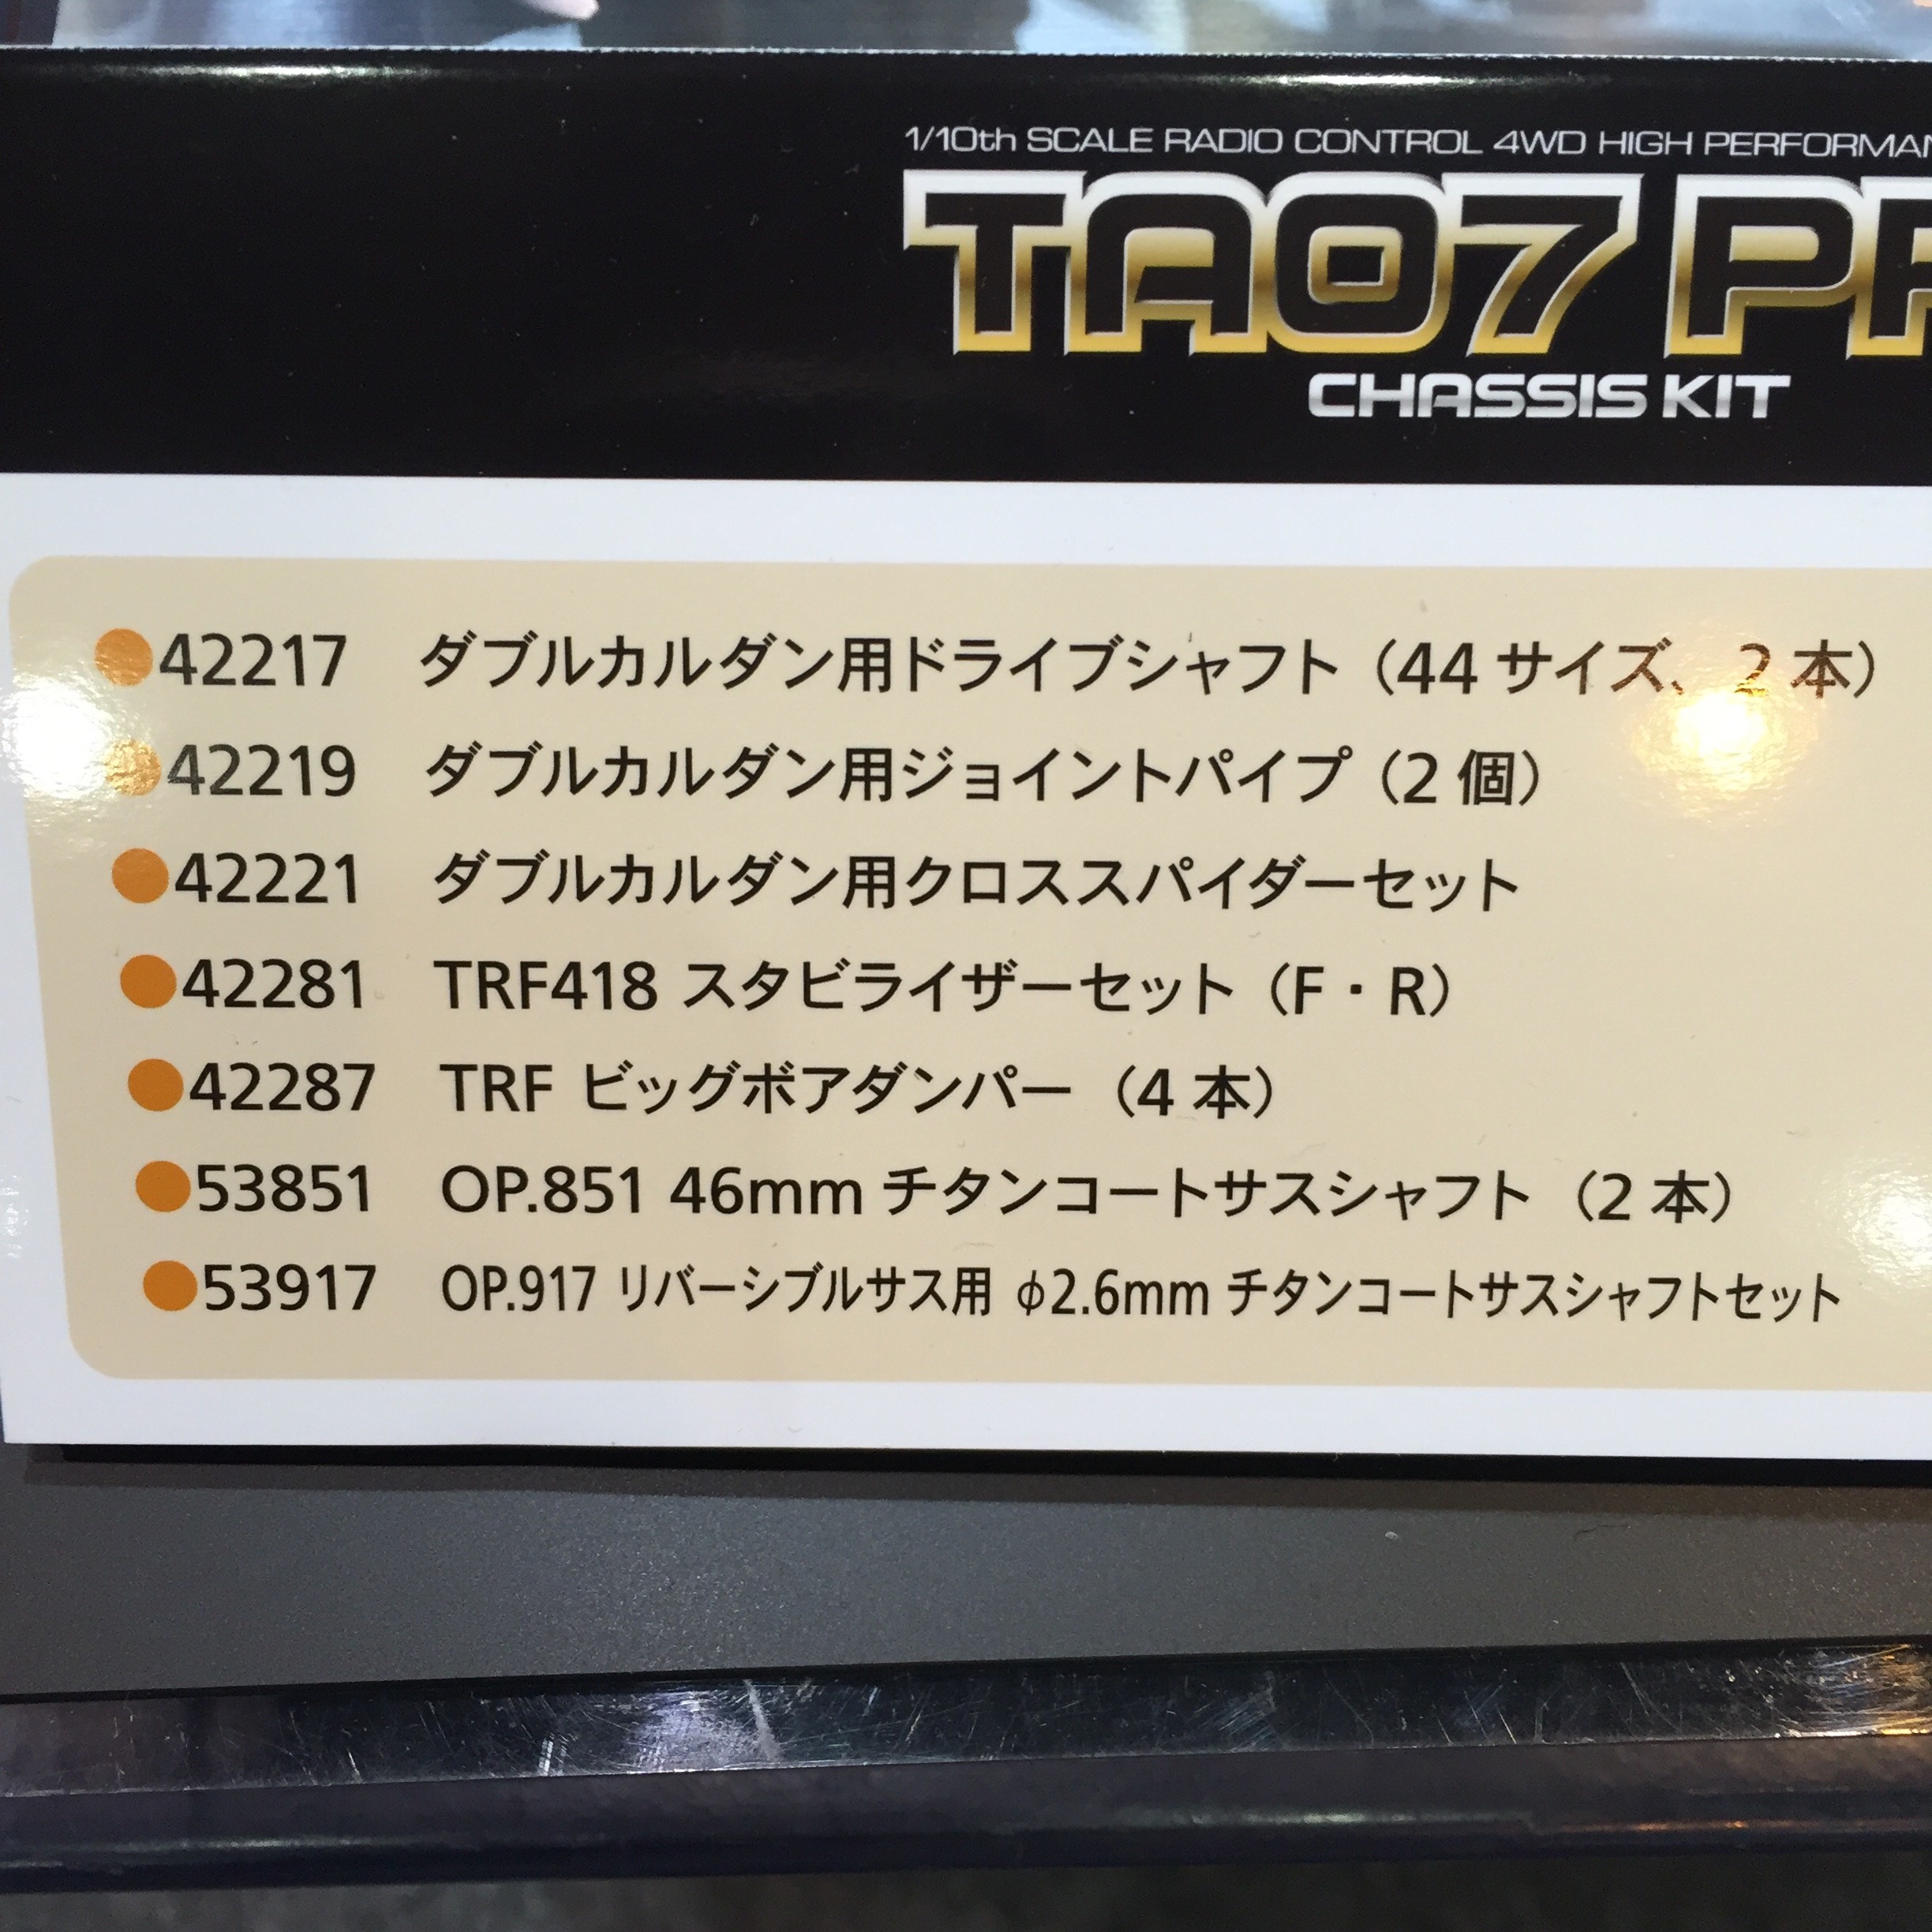 1/10th SCALE RADIO CONTROL 4WD HIGH
TA07
CHASSIS KIT
●42217 ダブルカルダン用ドライブシャフト（44 サイズ、2 本）
●42219 ダブルカルダン用ジョイントパイプ（2 個）
●42221 ダブルカルダン用クロススパイダーセット
●42281 TRF418 スタビライザーセット（F・R）
●42287 TRF ビッグボアダンパー（4 本）
●53851 OP.851 46mm チタンコートサスシャフト（2 本）
●53917 OP.917 リバーシブルサス用 φ2.6mm チタンコートサスシャフトセット